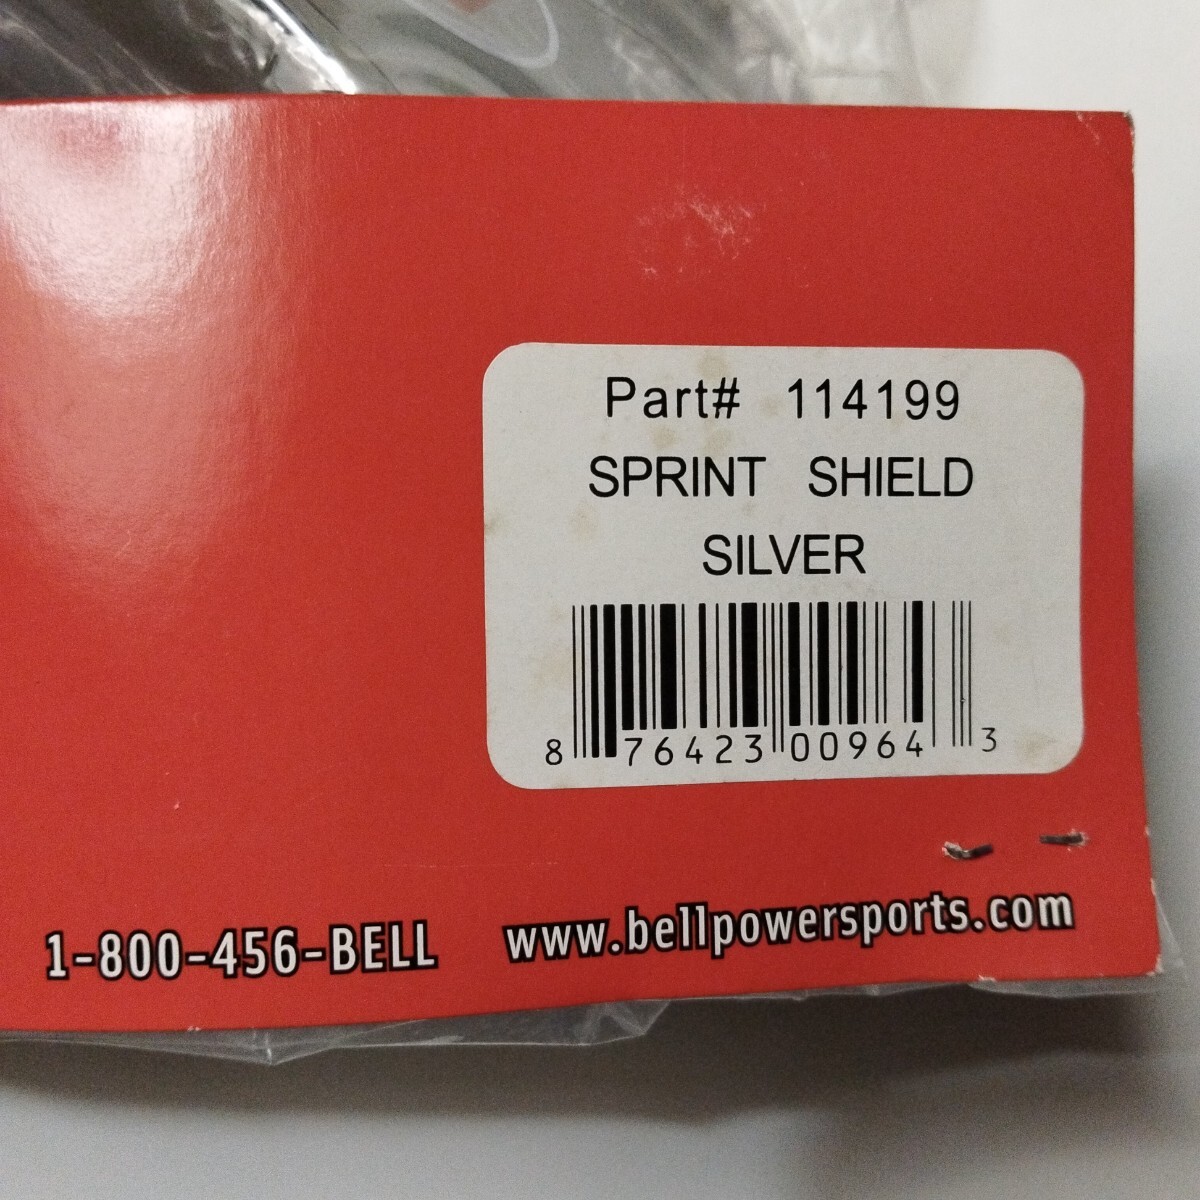 Part# 114199
SPRINT SHIELD
SILVER
8 76423 00964 3
1-800-456-BELL www.bellpowersports.com